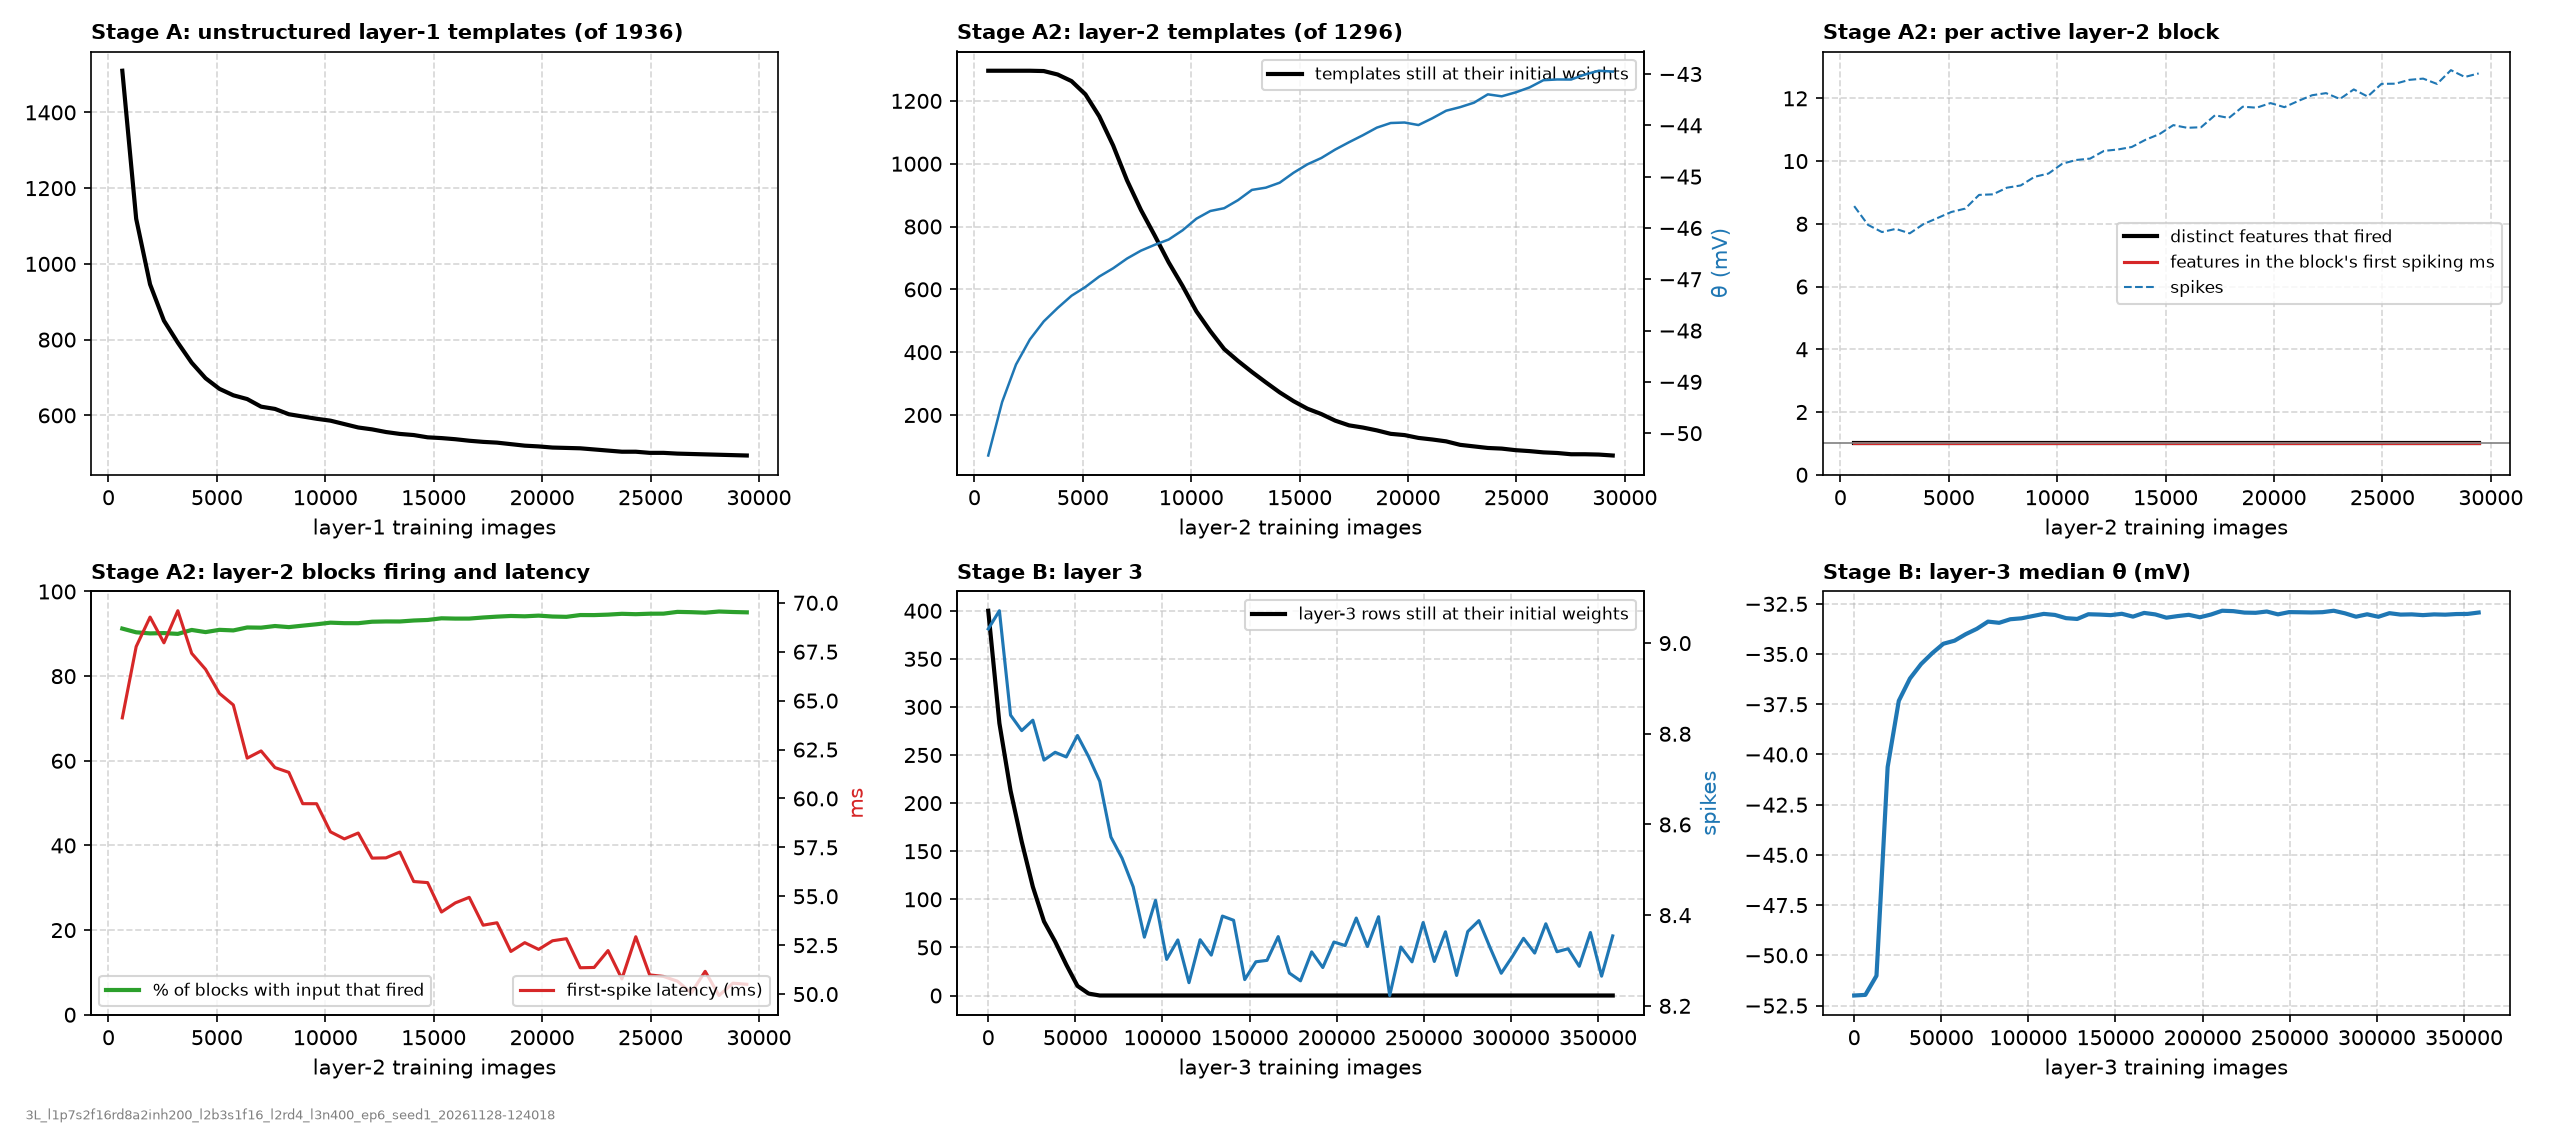 Stage A: unstructured layer-1 templates (of 1936)
1400
1200
1000
800
600
0 5000 10000 15000 20000 25000 30000
layer-1 training images
Stage A2: layer-2 templates (of 1296)
templates still at their initial weights
1200
1000
800
600
400
200
−43
−44
−45
−46
−47
−48
−49
−50
θ (mV)
0 5000 10000 15000 20000 25000 30000
layer-2 training images
Stage A2: per active layer-2 block
12
10
8
6
4
2
0
distinct features that fired
features in the block's first spiking ms
spikes
0 5000 10000 15000 20000 25000 30000
layer-2 training images
Stage A2: layer-2 blocks firing and latency
100
80
60
40
20
0
70.0
67.5
65.0
62.5
60.0
57.5
55.0
52.5
50.0
ms
% of blocks with input that fired
first-spike latency (ms)
0 5000 10000 15000 20000 25000 30000
layer-2 training images
Stage B: layer 3
layer-3 rows still at their initial weights
400
350
300
250
200
150
100
50
0
9.0
8.8
8.6
8.4
8.2
spikes
0 50000 100000 150000 200000 250000 300000 350000
layer-3 training images
Stage B: layer-3 median θ (mV)
−32.5
−35.0
−37.5
−40.0
−42.5
−45.0
−47.5
−50.0
−52.5
0 50000 100000 150000 200000 250000 300000 350000
layer-3 training images
3L_l1p7s2f16rd8a2inh200_l2b3s1f16_l2rd4_l3n400_ep6_seed1_20261128-124018